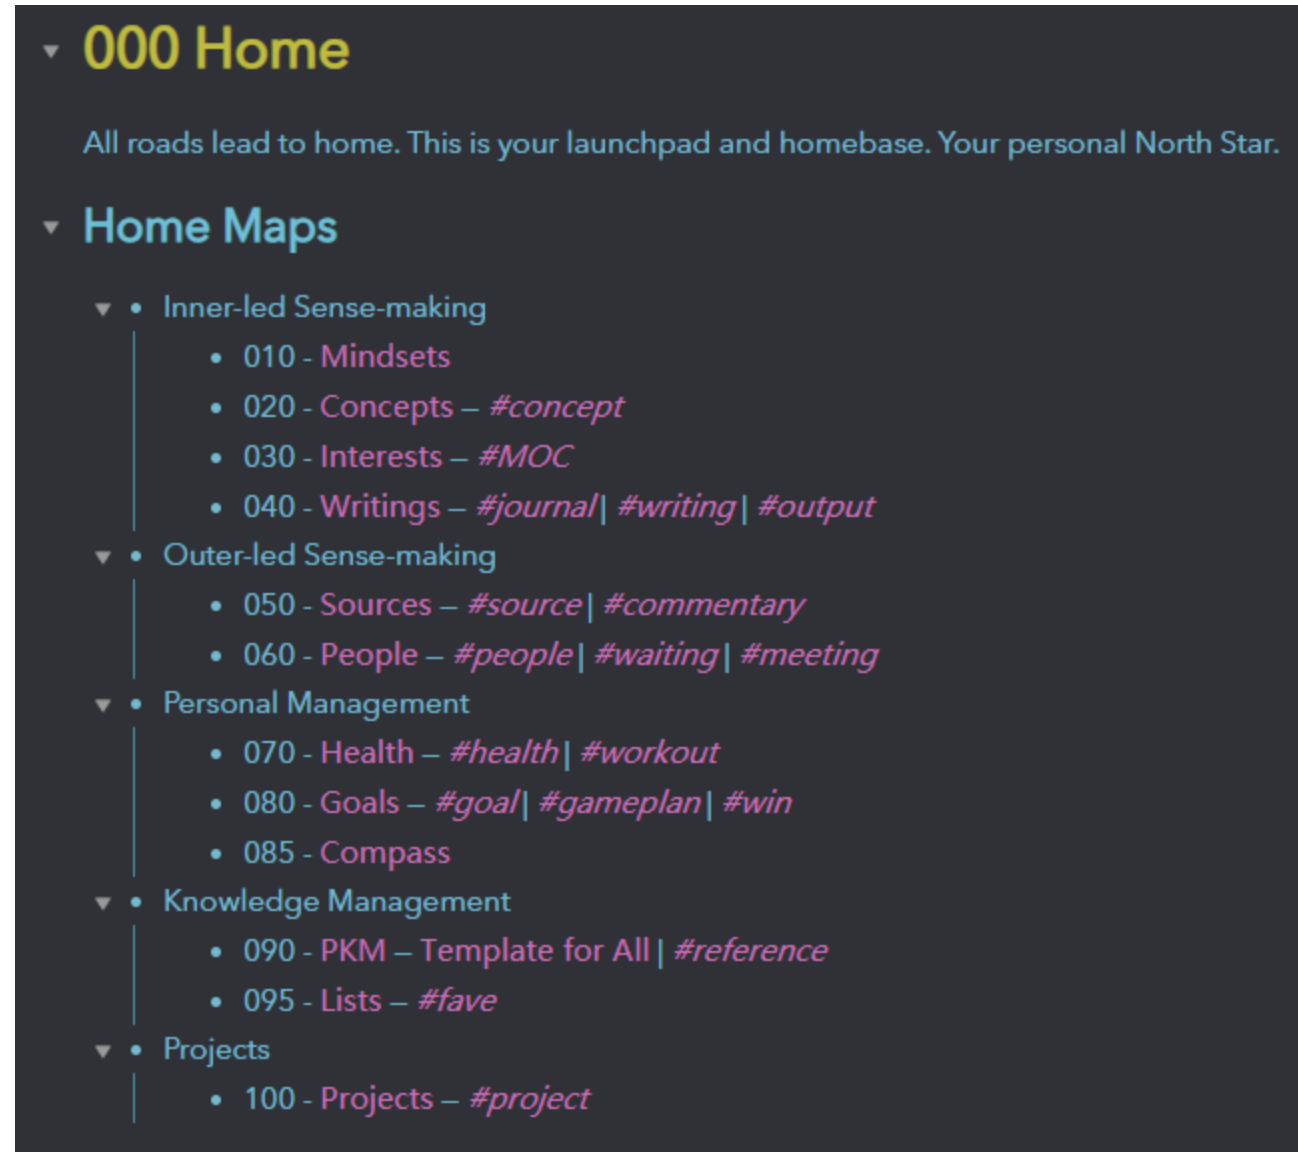 000 Home
All roads lead to home. This is your launchpad and homebase. Your personal North Star.
Home Maps
Inner-led Sense-making
010 - Mindsets
020 - Concepts – #concept
030 - Interests – #MOC
040 - Writings – #journal | #writing | #output
Outer-led Sense-making
050 - Sources – #source | #commentary
060 - People – #people | #waiting | #meeting
Personal Management
070 - Health – #health | #workout
080 - Goals – #goal | #gameplan | #win
085 - Compass
Knowledge Management
090 - PKM – Template for All | #reference
095 - Lists – #fave
Projects
100 - Projects – #project